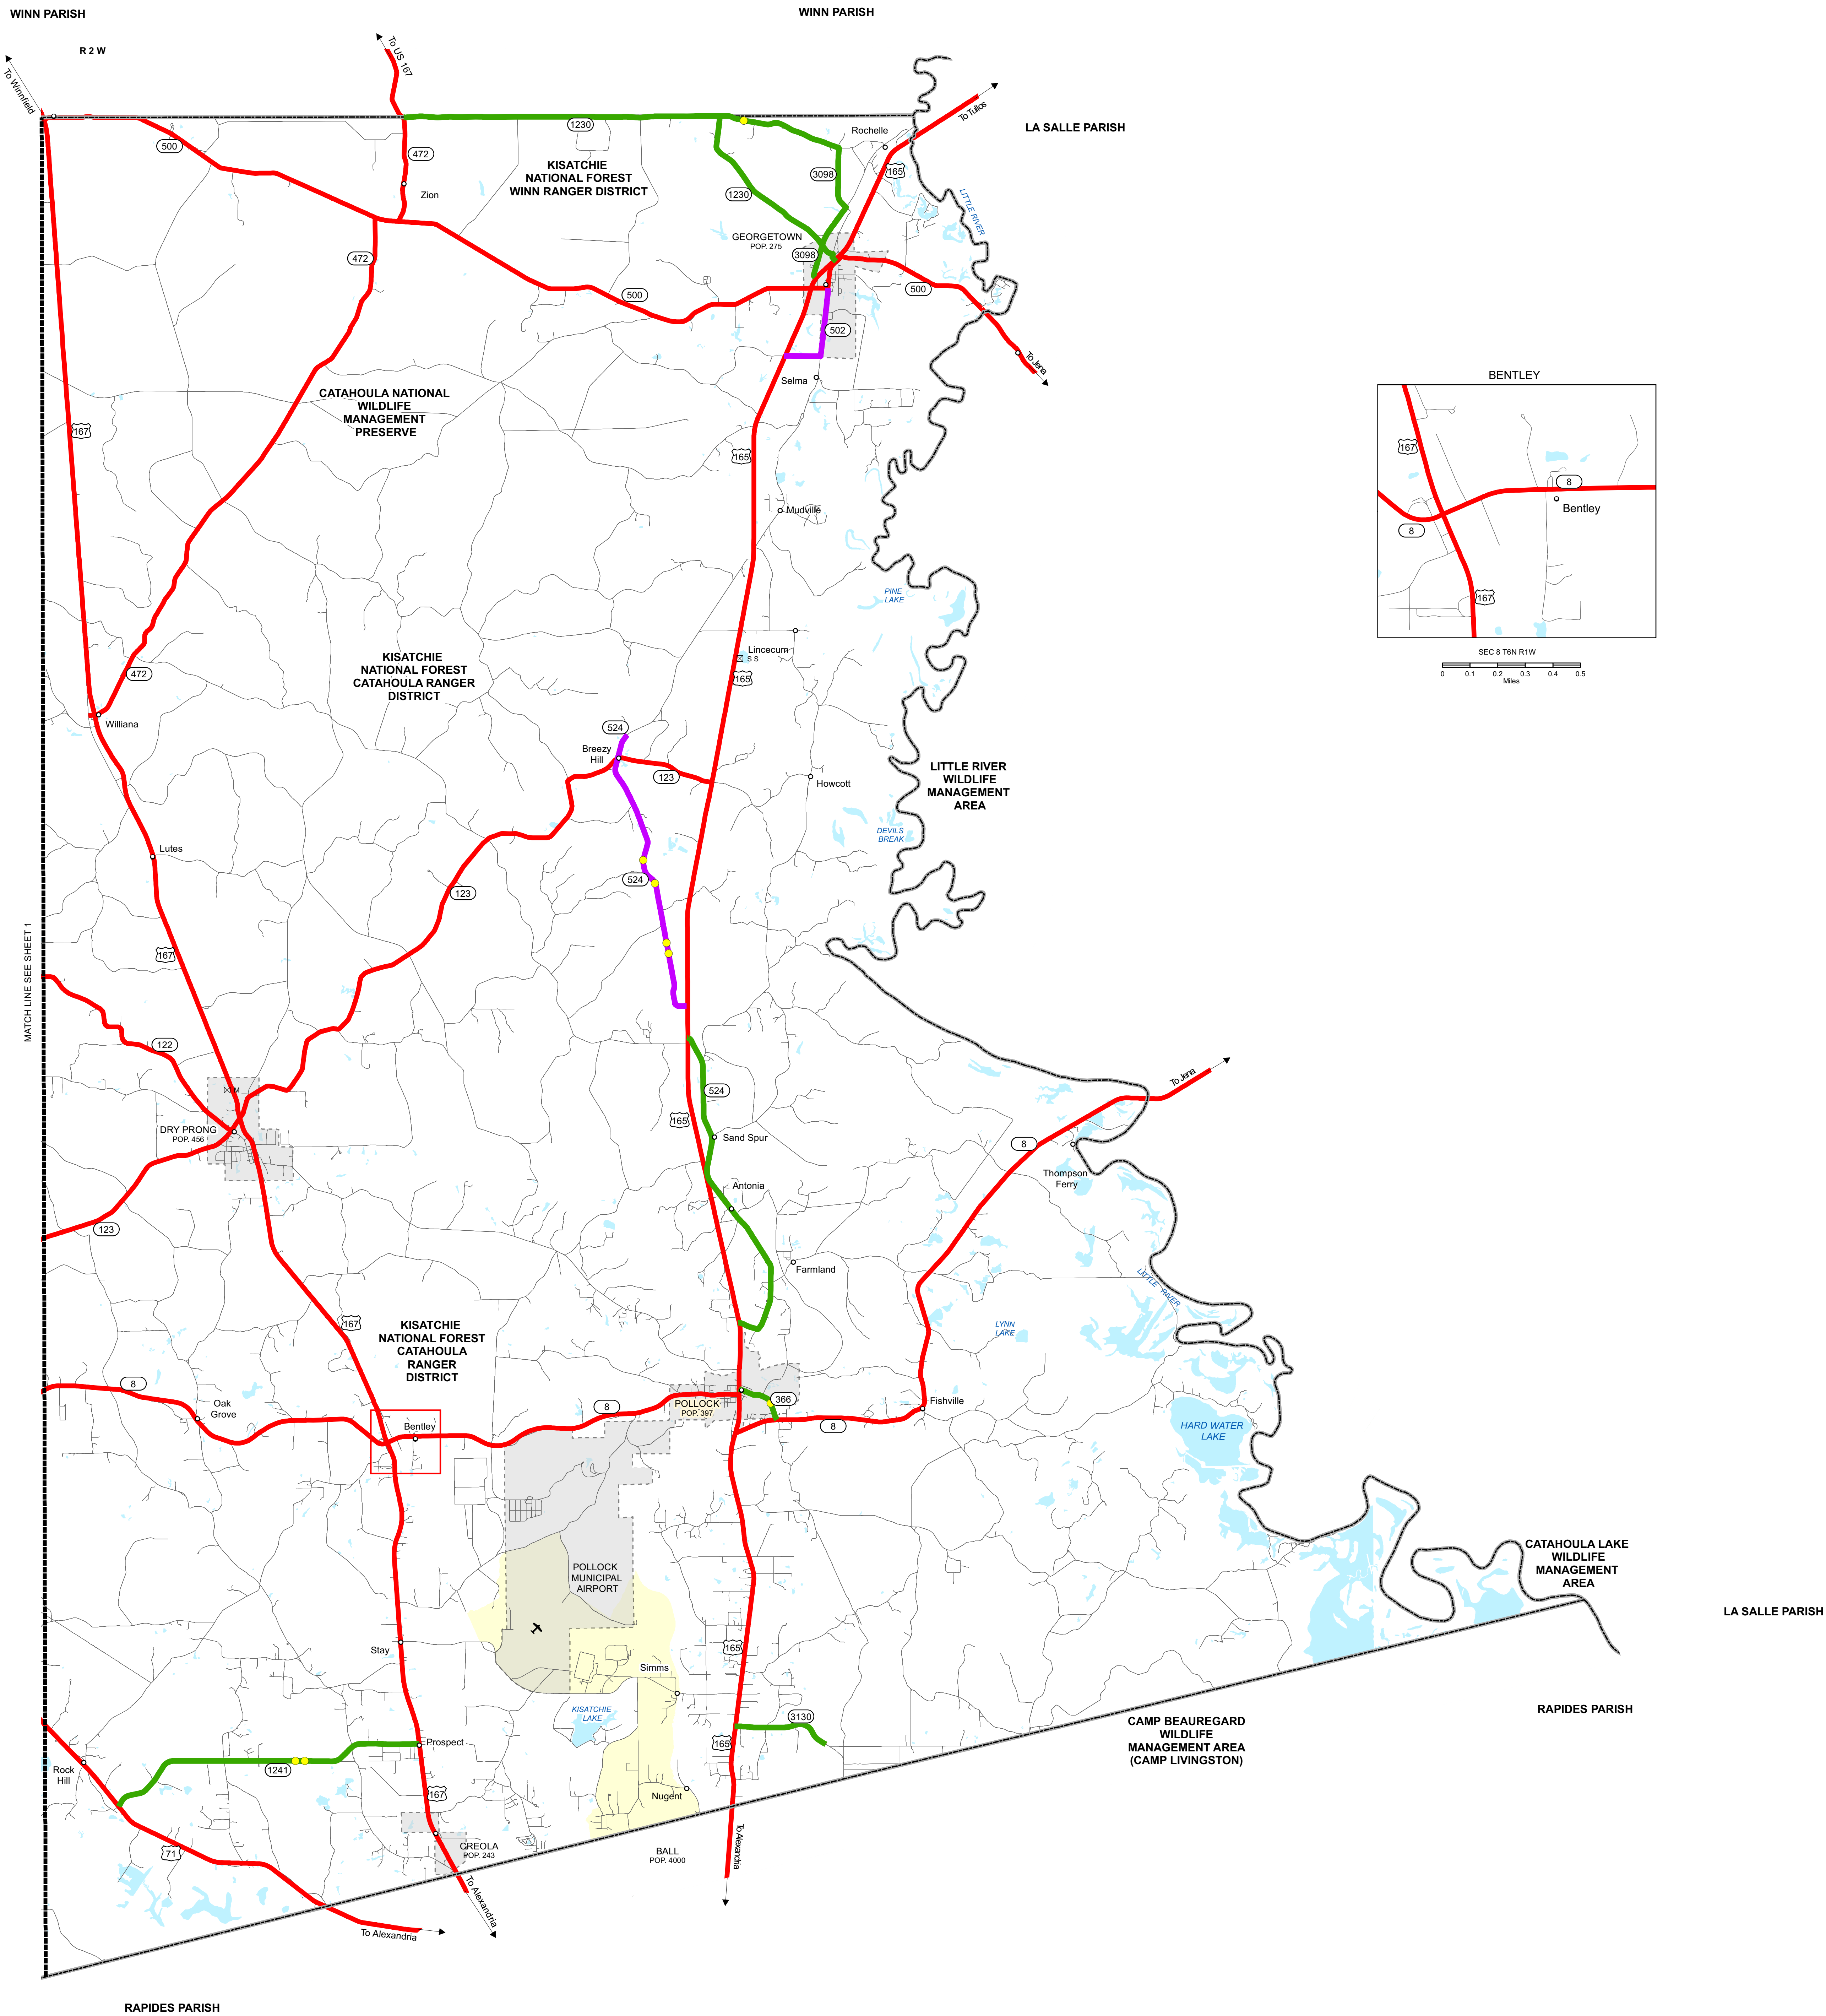 WINN PARISH
WINN PARISH
R 2 W
To US 167
To Winnfield
To Tullos
LA SALLE PARISH
Rochelle
1230
500
472
KISATCHIE
NATIONAL FOREST
WINN RANGER DISTRICT
165
3098
1230
Zion
LITTLE RIVER
GEORGETOWN
POP. 275
3098
472
500
500
502
To Jena
Selma
BENTLEY
CATAHOULA NATIONAL
WILDLIFE
MANAGEMENT
PRESERVE
167
165
167
8
Bentley
8
Mudville
PINE
LAKE
167
Lincecum
S S
165
SEC 8 T6N R1W
0 0.1 0.2 0.3 0.4 0.5
Miles
KISATCHIE
NATIONAL FOREST
CATAHOULA RANGER
DISTRICT
472
Williana
524
Breezy
Hill
123
Howcott
LITTLE RIVER
WILDLIFE
MANAGEMENT
AREA
DEVILS
BREAK
Lutes
524
123
MATCH LINE SEE SHEET 1
167
122
To Jena
M
524
165
DRY PRONG
POP. 456
Sand Spur
8
Thompson
Ferry
Antonia
123
Farmland
LITTLE RIVER
167
KISATCHIE
NATIONAL FOREST
CATAHOULA
RANGER
DISTRICT
LYNN
LAKE
8
Oak
Grove
8
POLLOCK
POP. 397
366
Fishville
8
Bentley
HARD WATER
LAKE
POLLOCK
MUNICIPAL
AIRPORT
CATAHOULA LAKE
WILDLIFE
MANAGEMENT
AREA
LA SALLE PARISH
Stay
165
Simms
KISATCHIE
LAKE
3130
RAPIDES PARISH
CAMP BEAUREGARD
WILDLIFE
MANAGEMENT AREA
(CAMP LIVINGSTON)
Prospect
165
Rock
Hill
1241
167
Nugent
CREOLA
POP. 243
BALL
POP. 4000
71
To Alexandria
To Alexandria
To Alexandria
RAPIDES PARISH